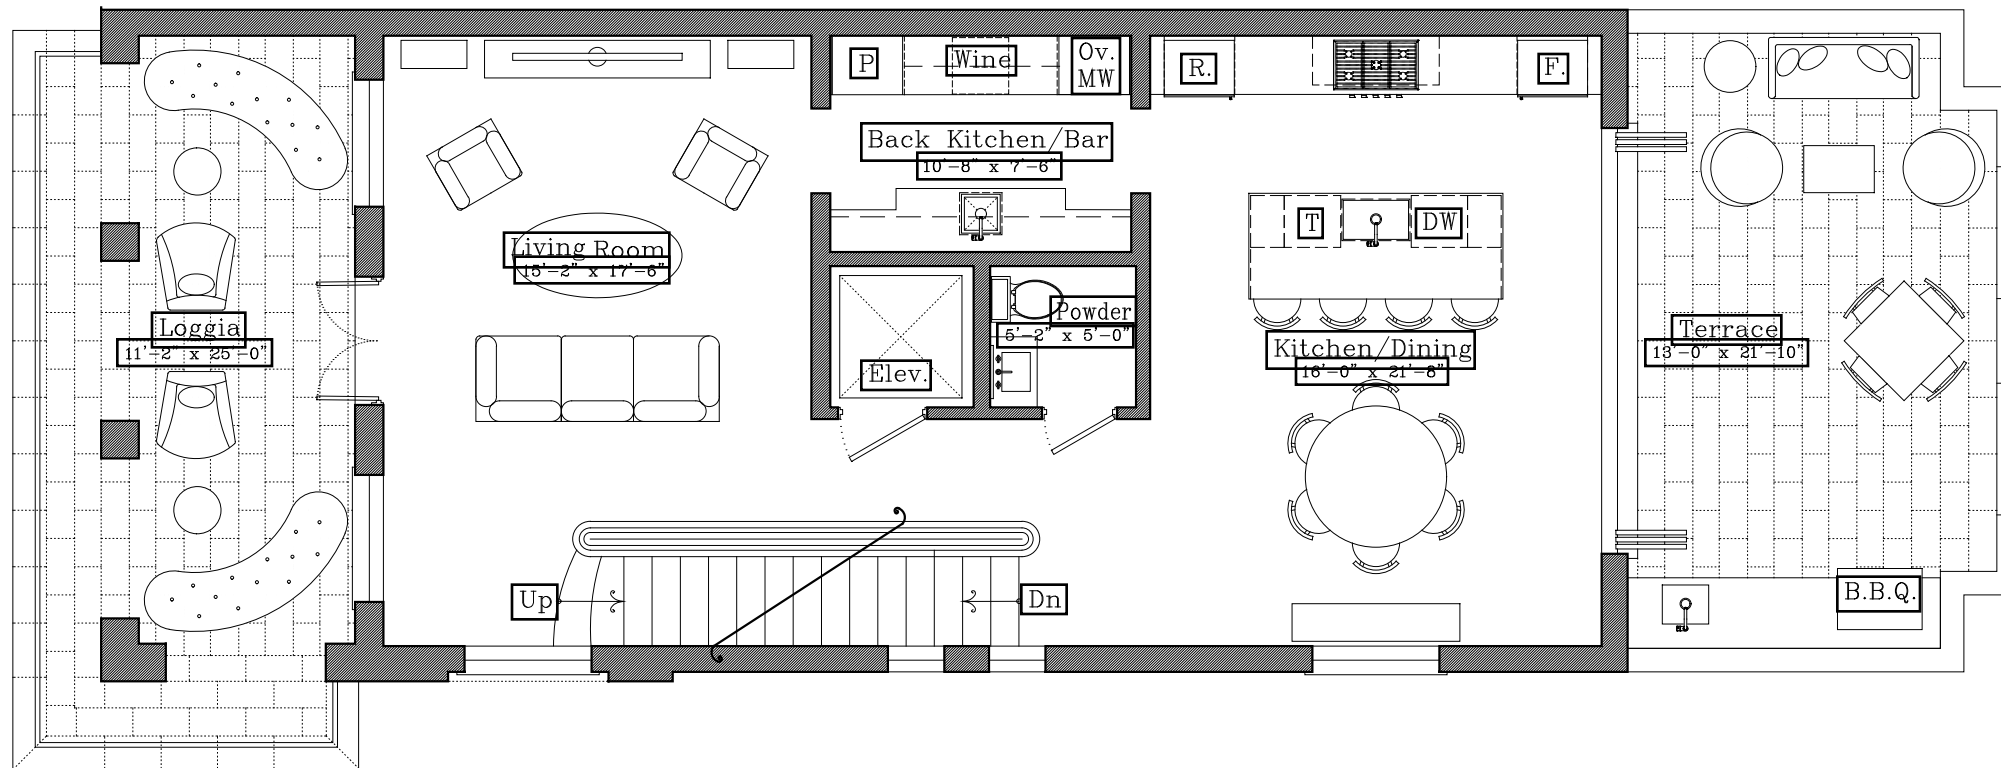 P
Wine
Ov.
MW
R.
F.
Back Kitchen/Bar
10'-8" x 7'-6"
Living Room
15'-2" x 17'-6"
T
DW
Loggia
11'-2" x 25'-0"
Powder
5'-2" x 5'-0"
Elev.
Kitchen/Dining
16'-0" x 21'-8"
Terrace
13'-0" x 21'-10"
Up
Dn
B.B.Q.